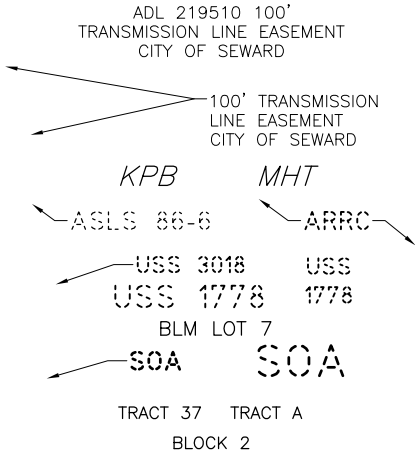 ADL 219510 100'
TRANSMISSION LINE EASEMENT
CITY OF SEWARD
100' TRANSMISSION
LINE EASEMENT
CITY OF SEWARD
KPB MHT
ASLS 86-6 ARRC
USS 3018 USS
USS 1778 1778
BLM LOT 7
SOA SOA
TRACT 37 TRACT A
BLOCK 2